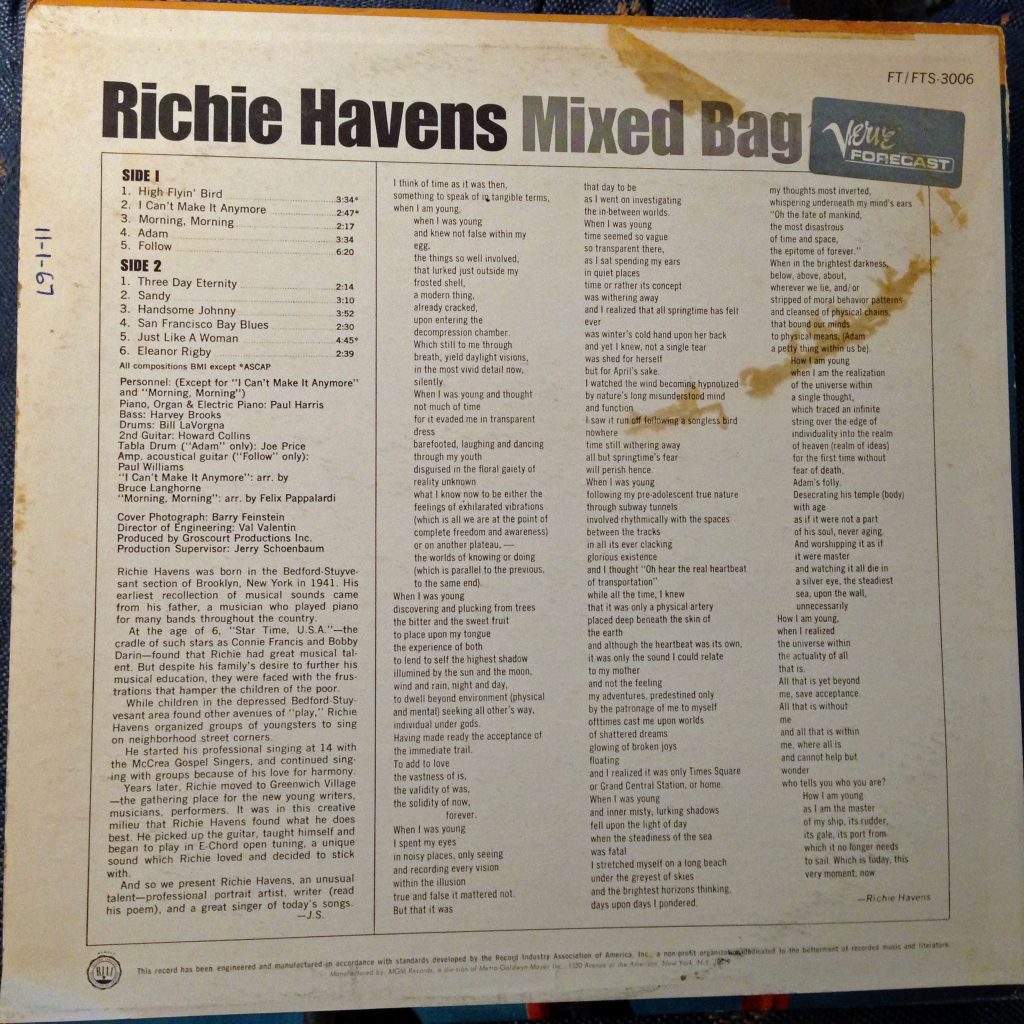 FT/FTS-3006
Richie Havens Mixed Bag
Verve
FORECAST
11-1-67
SIDE 1
1. High Flyin' Bird 3:34*
2. I Can't Make It Anymore 2:47*
3. Morning, Morning 2:17
4. Adam 3:34
5. Follow 6:20
SIDE 2
1. Three Day Eternity 2:14
2. Sandy 3:10
3. Handsome Johnny 3:52
4. San Francisco Bay Blues 2:30
5. Just Like A Woman 4:45*
6. Eleanor Rigby 2:39
All compositions BMI except *ASCAP
Personnel: (Except for "I Can't Make It Anymore"
and "Morning, Morning")
Piano, Organ & Electric Piano: Paul Harris
Bass: Harvey Brooks
Drums: Bill LaVorgna
2nd Guitar: Howard Collins
Tabla Drum ("Adam" only): Joe Price
Amp. acoustical guitar ("Follow" only):
Paul Williams
"I Can't Make It Anymore": arr. by
Bruce Langhorne
"Morning, Morning": arr. by Felix Pappalardi
Cover Photograph: Barry Feinstein
Director of Engineering: Val Valentin
Produced by Groscourt Productions Inc.
Production Supervisor: Jerry Schoenbaum
Richie Havens was born in the Bedford-Stuyve-
sant section of Brooklyn, New York in 1941. His
earliest recollection of musical sounds came
from his father, a musician who played piano
for many bands throughout the country.
At the age of 6, "Star Time, U.S.A."—the
cradle of such stars as Connie Francis and Bobby
Darin—found that Richie had great musical tal-
ent. But despite his family's desire to further his
musical education, they were faced with the frus-
trations that hamper the children of the poor.
While children in the depressed Bedford-Stuy-
vesant area found other avenues of "play," Richie
Havens organized groups of youngsters to sing
on neighborhood street corners.
He started his professional singing at 14 with
the McCrea Gospel Singers, and continued sing-
ing with groups because of his love for harmony.
Years later, Richie moved to Greenwich Village
—the gathering place for the new young writers,
musicians, performers. It was in this creative
milieu that Richie Havens found what he does
best. He picked up the guitar, taught himself and
began to play in E-Chord open tuning, a unique
sound which Richie loved and decided to stick
with.
And so we present Richie Havens, an unusual
talent—professional portrait artist, writer (read
his poem), and a great singer of today's songs.
—J.S.
I think of time as it was then,
something to speak of in tangible terms,
when I am young,
when I was young
and knew not false within my
egg,
the things so well involved,
that lurked just outside my
frosted shell,
a modern thing,
already cracked,
upon entering the
decompression chamber.
Which still to me through
breath, yield daylight visions,
in the most vivid detail now,
silently.
When I was young and thought
not much of time
for it evaded me in transparent
dress
barefooted, laughing and dancing
through my youth
disguised in the floral gaiety of
reality unknown
what I know now to be either the
feelings of exhilarated vibrations
(which is all we are at the point of
complete freedom and awareness)
or on another plateau, —
the worlds of knowing or doing
(which is parallel to the previous,
to the same end).
When I was young
discovering and plucking from trees
the bitter and the sweet fruit
to place upon my tongue
the experience of both
to lend to self the highest shadow
illumined by the sun and the moon,
wind and rain, night and day,
to dwell beyond environment (physical
and mental) seeking all other's way,
individual under gods.
Having made ready the acceptance of
the immediate trail.
To add to love
the vastness of is,
the validity of was,
the solidity of now,
forever.
When I was young
I spent my eyes
in noisy places, only seeing
and recording every vision
within the illusion
true and false it mattered not.
But that it was
that day to be
as I went on investigating
the in-between worlds.
When I was young
time seemed so vague
so transparent there,
as I sat spending my ears
in quiet places
time or rather its concept
was withering away
and I realized that all springtime has felt
ever
was winter's cold hand upon her back
and yet I knew, not a single tear
was shed for herself
but for April's sake.
I watched the wind becoming hypnotized
by nature's long misunderstood mind
and function
I saw it run off following a songless bird
nowhere
time still withering away
all but springtime's fear
will perish hence.
When I was young
following my pre-adolescent true nature
through subway tunnels
involved rhythmically with the spaces
between the tracks
in all its ever clacking
glorious existence
and I thought "Oh hear the real heartbeat
of transportation"
while all the time, I knew
that it was only a physical artery
placed deep beneath the skin of
the earth
and although the heartbeat was its own,
it was only the sound I could relate
to my mother
and not the feeling
my adventures, predestined only
by the patronage of me to myself
ofttimes cast me upon worlds
of shattered dreams
glowing of broken joys
floating
and I realized it was only Times Square
or Grand Central Station, or home.
When I was young
and inner misty, lurking shadows
fell upon the light of day
when the steadiness of the sea
was fatal
I stretched myself on a long beach
under the greyest of skies
and the brightest horizons thinking,
days upon days I pondered,
my thoughts most inverted,
whispering underneath my mind's ears
"Oh the fate of mankind,
the most disastrous
of time and space,
the epitome of forever."
When in the brightest darkness,
below, above, about,
wherever we lie, and/or
stripped of moral behavior patterns
and cleansed of physical chains,
that bound our minds
to physical means, (Adam
a petty thing within us be).
How I am young
when I am the realization
of the universe within
a single thought,
which traced an infinite
string over the edge of
individuality into the realm
of heaven (realm of ideas)
for the first time without
fear of death,
Adam's folly.
Desecrating his temple (body)
with age
as if it were not a part
of his soul, never aging,
And worshipping it as if
it were master
and watching it all die in
a silver eye, the steadiest
sea, upon the wall,
unnecessarily
How I am young,
when I realized
the universe within
the actuality of all
that is.
All that is yet beyond
me, save acceptance.
All that is without
me
and all that is within
me, where all is
and cannot help but
wonder
who tells you who you are?
How I am young
as I am the master
of my ship, its rudder,
its gale, its port from
which it no longer needs
to sail. Which is today, this
very moment, now
—Richie Havens
RIAA
This record has been engineered and manufactured in accordance with standards developed by the Record Industry Association of America, Inc., a non-profit organization dedicated to the betterment of recorded music and literature.
Manufactured by MGM Records, a division of Metro-Goldwyn-Mayer Inc., 1350 Avenue of the Americas, New York, N.Y.